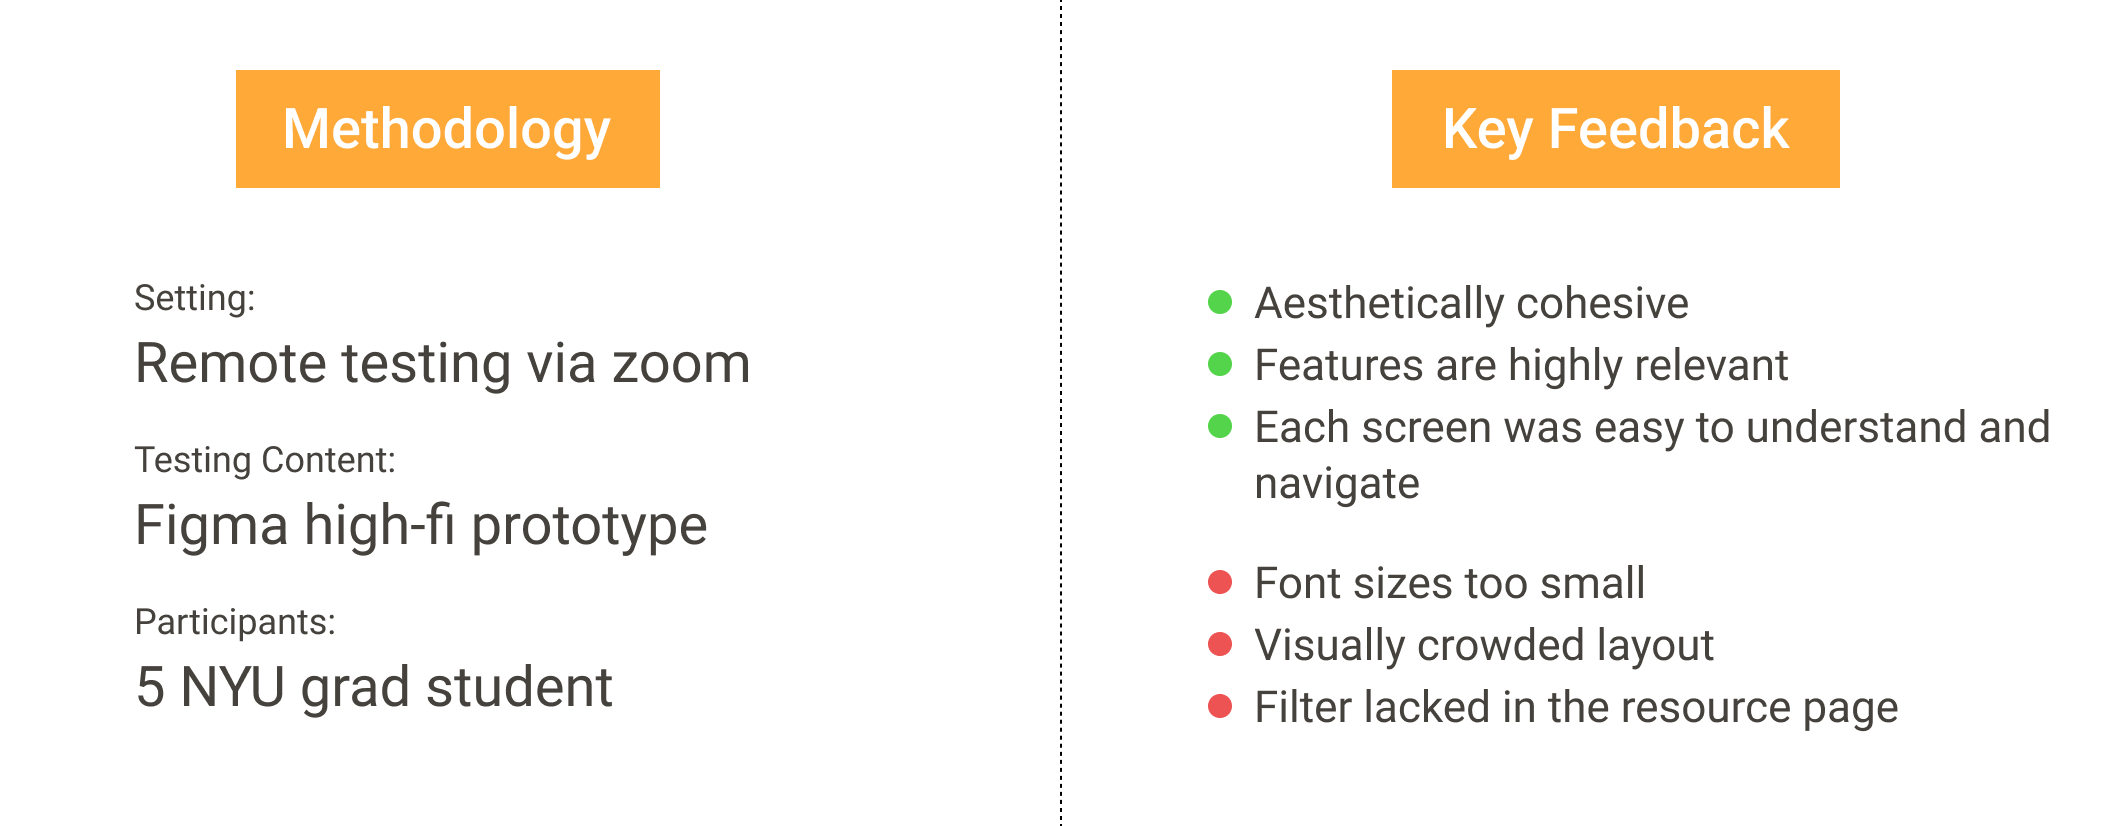 Methodology
Setting:
Remote testing via zoom
Testing Content:
Figma high-fi prototype
Participants:
5 NYU grad student
Key Feedback
Aesthetically cohesive
Features are highly relevant
Each screen was easy to understand and
navigate
Font sizes too small
Visually crowded layout
Filter lacked in the resource page